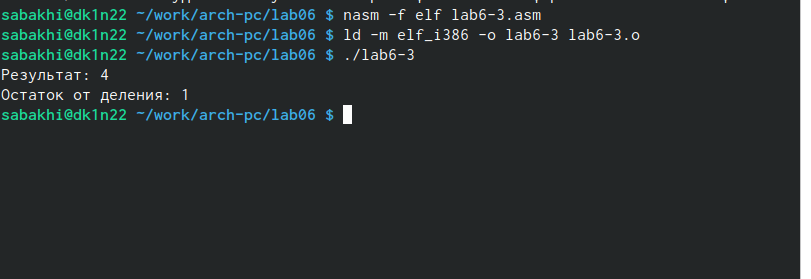 sabakhi@dk1n22 ~/work/arch-pc/lab06 $ nasm -f elf lab6-3.asm
sabakhi@dk1n22 ~/work/arch-pc/lab06 $ ld -m elf_i386 -o lab6-3 lab6-3.o
sabakhi@dk1n22 ~/work/arch-pc/lab06 $ ./lab6-3
Результат: 4
Остаток от деления: 1
sabakhi@dk1n22 ~/work/arch-pc/lab06 $